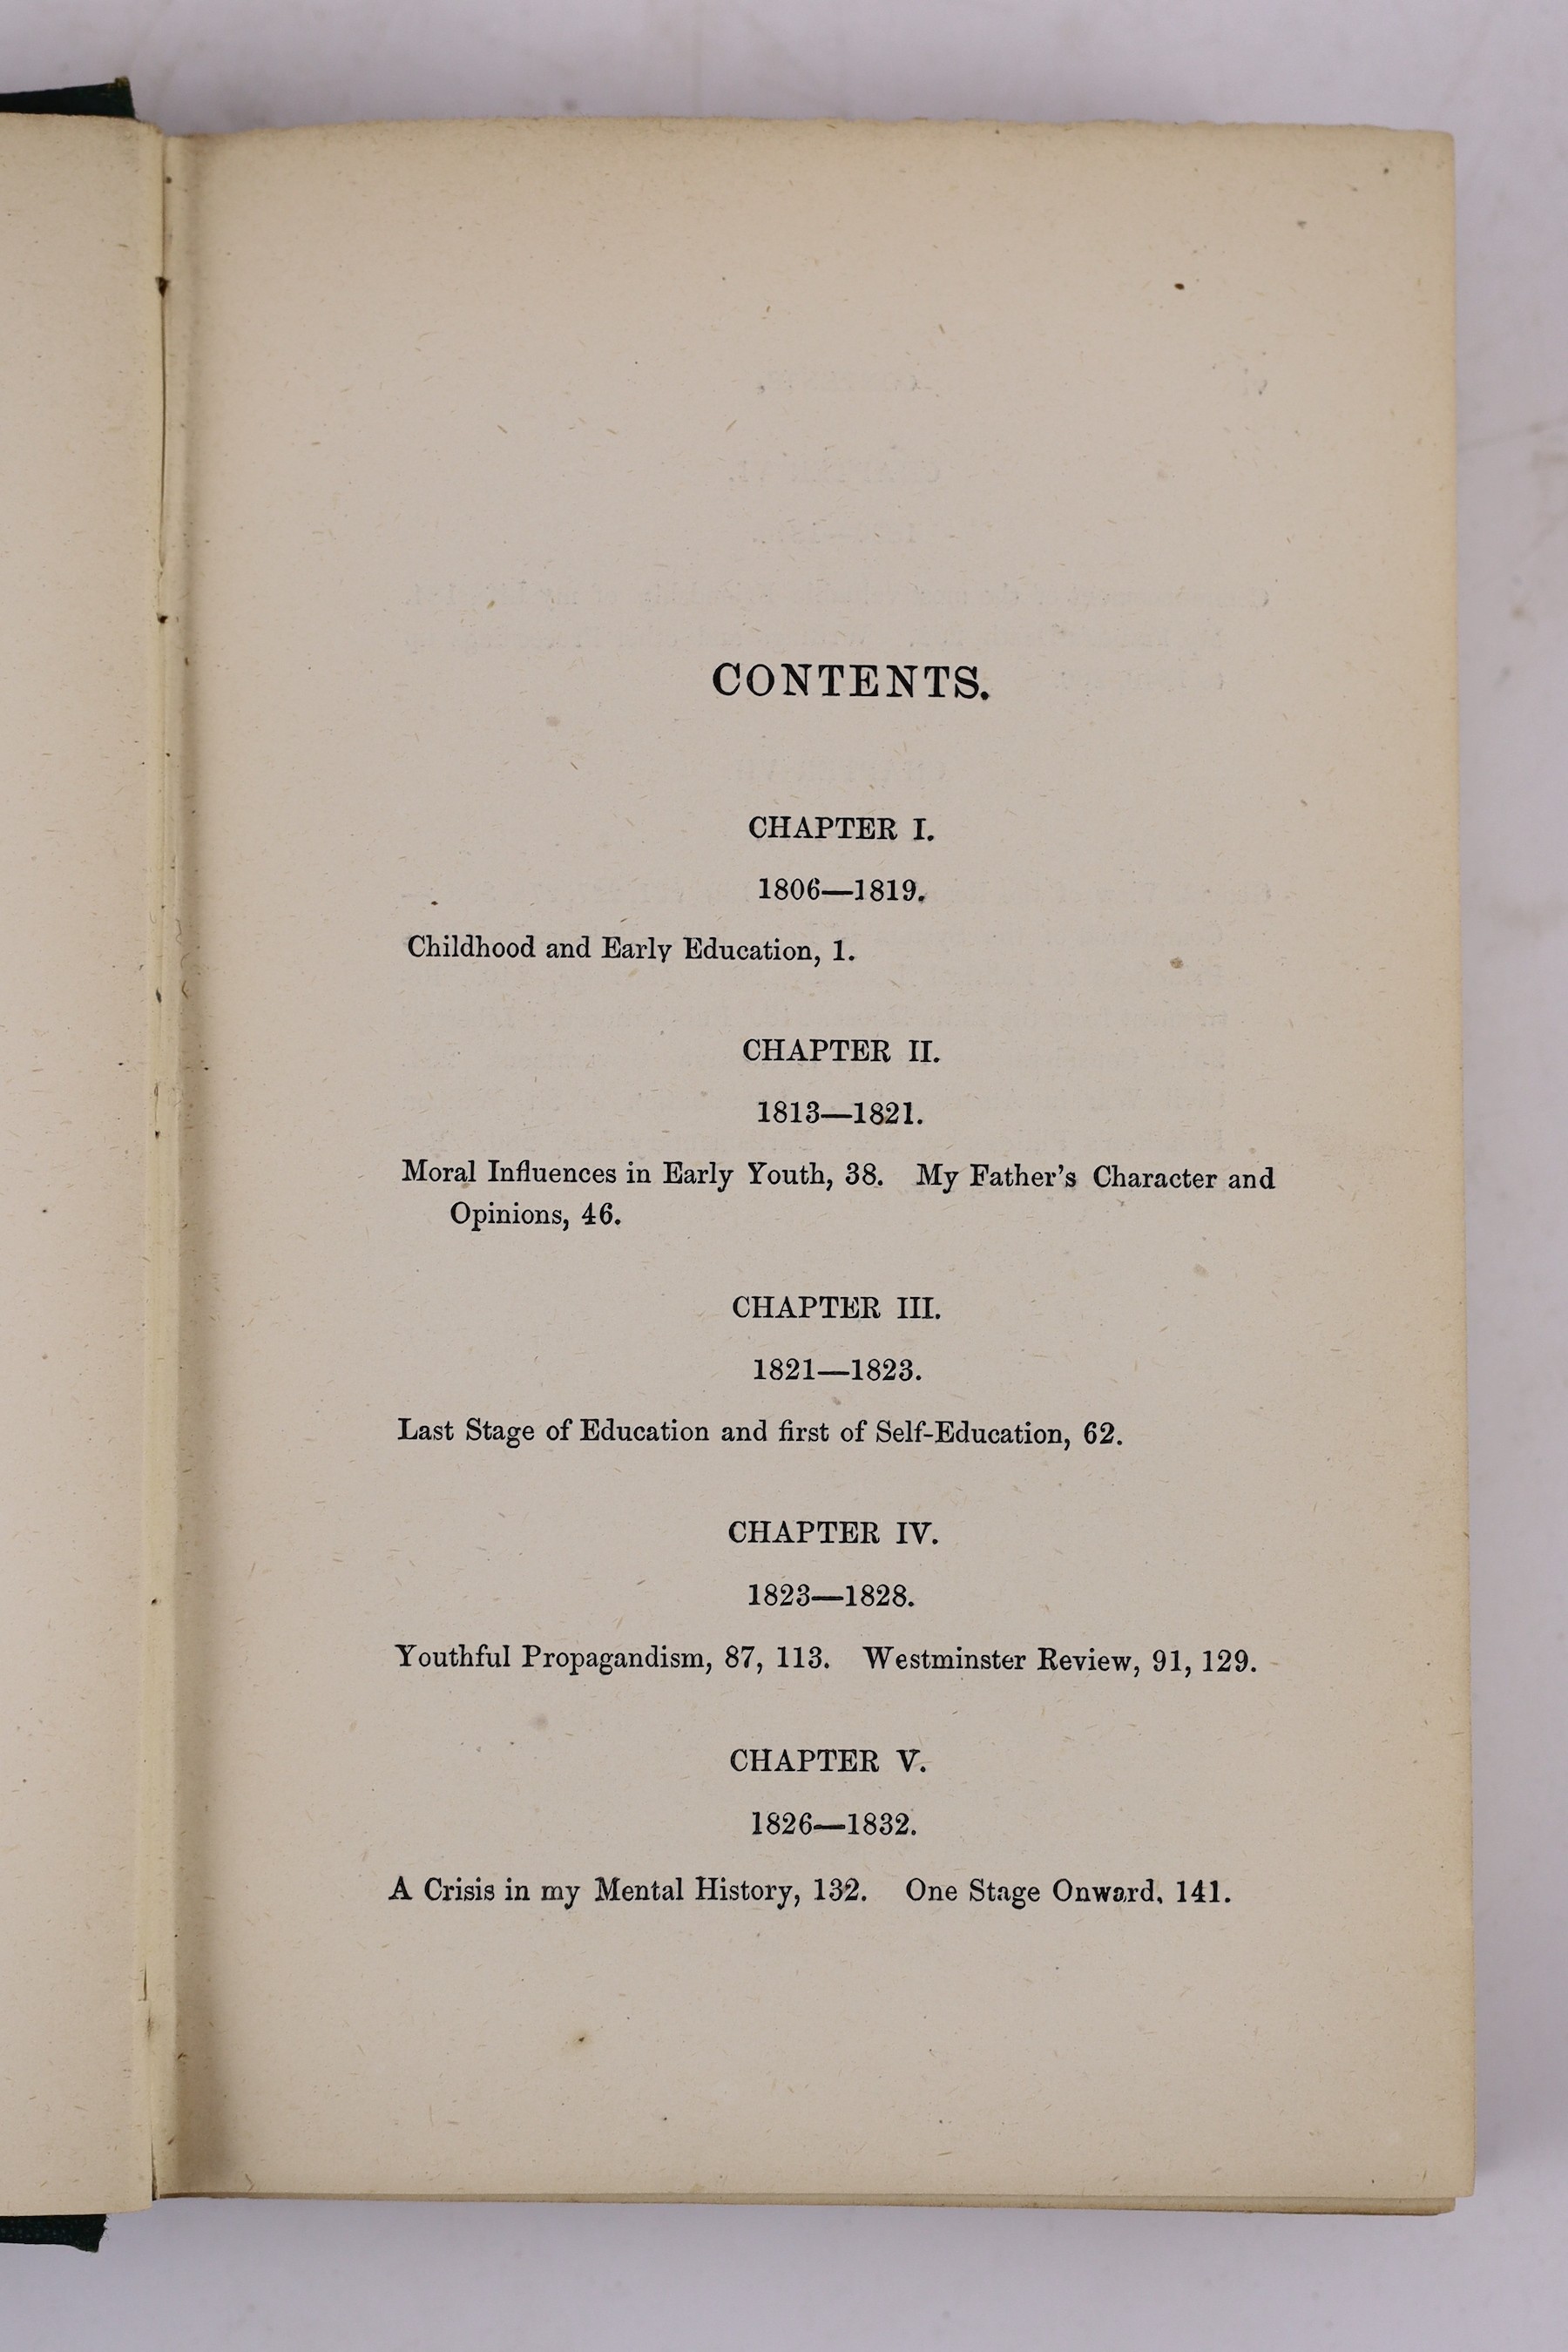 CONTENTS.
CHAPTER I.
1806—1819.
Childhood and Early Education, 1.
CHAPTER II.
1813—1821.
Moral Influences in Early Youth, 38. My Father's Character and
Opinions, 46.
CHAPTER III.
1821—1823.
Last Stage of Education and first of Self-Education, 62.
CHAPTER IV.
1823—1828.
Youthful Propagandism, 87, 113. Westminster Review, 91, 129.
CHAPTER V.
1826—1832.
A Crisis in my Mental History, 132. One Stage Onward, 141.